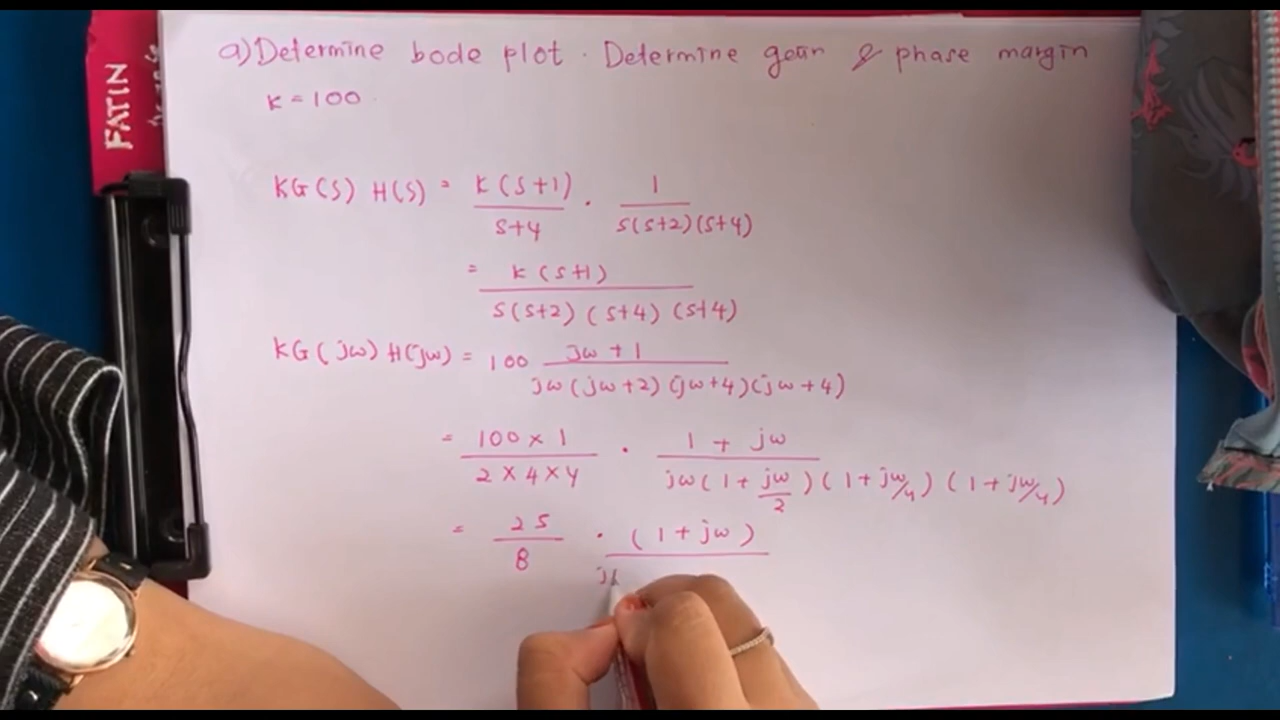 FATIN
a) Determine bode plot. Determine gain & phase margin
K = 100
KG(s) H(s) = K(s+1)/s+4 · 1/s(s+2)(s+4)
= K(s+1)/s(s+2)(s+4)(s+4)
KG(jω) H(jω) = 100 jω+1/jω(jω+2)(jω+4)(jω+4)
= 100 × 1/2 × 4 × 4 · 1 + jω/jω(1 + jω/2)(1 + jω/4)(1 + jω/4)
= 25/8 · (1 + jω)/